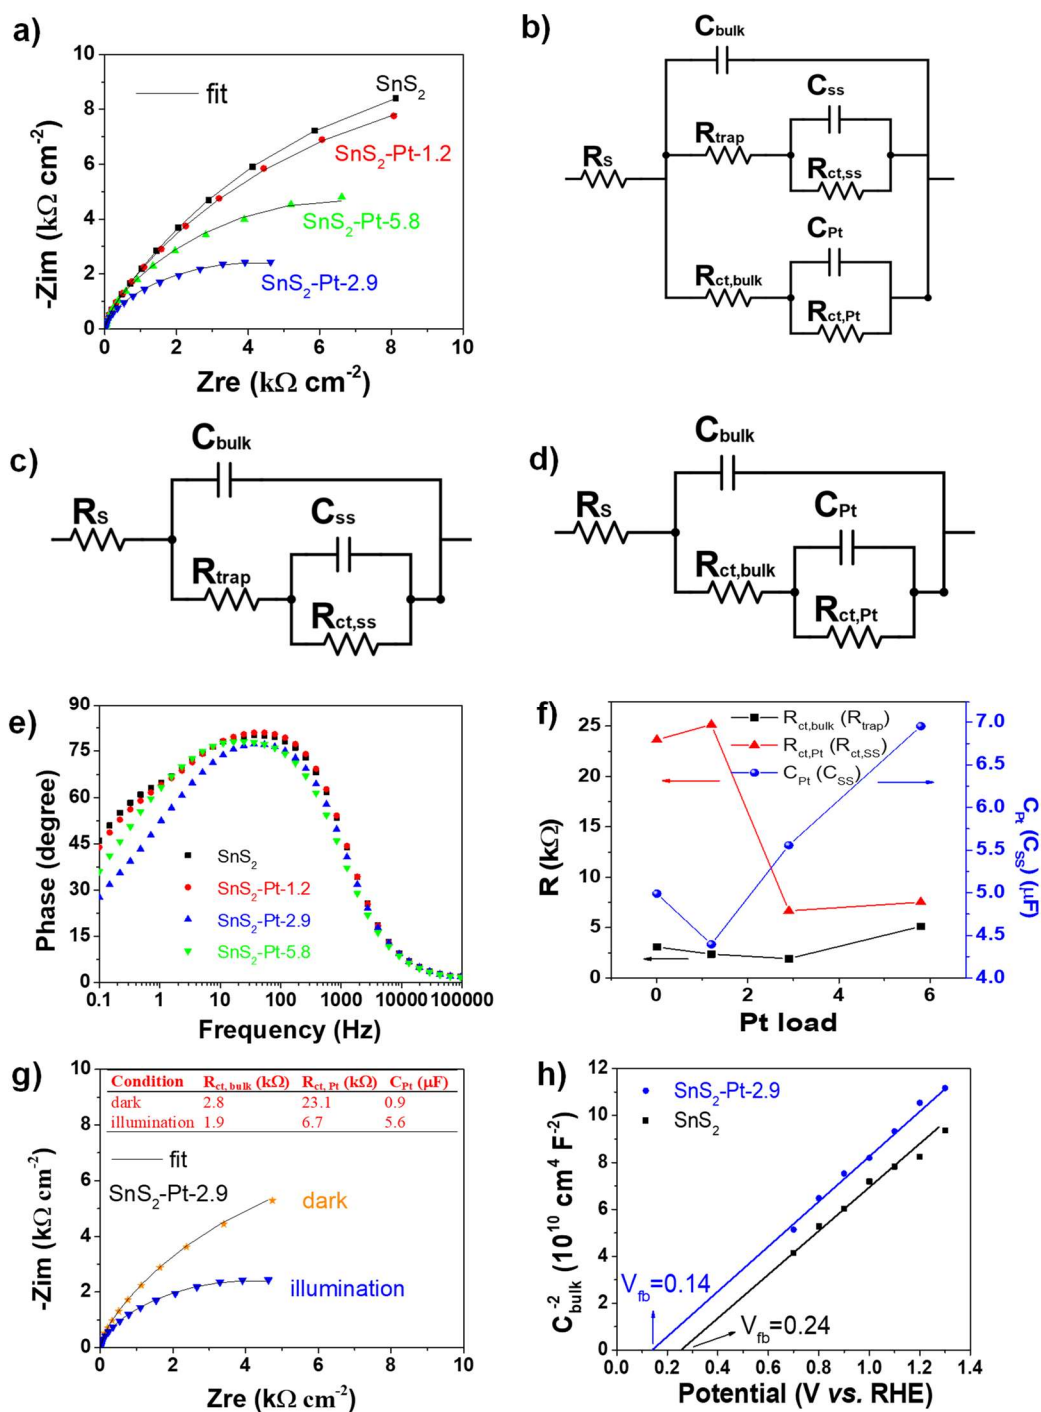 a)
10
8
6
4
2
0
-Zim (kΩ cm-2)
fit
SnS2
SnS2-Pt-1.2
SnS2-Pt-5.8
SnS2-Pt-2.9
0 2 4 6 8 10
Zre (kΩ cm-2)
b)
Cbulk
Css
Rtrap
Rs
Rct,ss
CPt
Rct,bulk
Rct,Pt
c)
Cbulk
Rs
Css
Rtrap
Rct,ss
d)
Cbulk
Rs
CPt
Rct,bulk
Rct,Pt
e)
90
75
60
45
30
15
0
Phase (degree)
SnS2
SnS2-Pt-1.2
SnS2-Pt-2.9
SnS2-Pt-5.8
0.1 1 10 100 1000 10000 100000
Frequency (Hz)
f)
25
20
15
10
5
0
R (kΩ)
Rct,bulk (Rtrap)
Rct,Pt (Rct,SS)
CPt (CSS)
7.0
6.5
6.0
5.5
5.0
4.5
4.0
CPt (CSS) (μF)
0 2 4 6
Pt load
g)
10
8
6
4
2
0
-Zim (kΩ cm-2)
Condition Rct, bulk (kΩ) Rct, Pt (kΩ) CPt (μF)
dark 2.8 23.1 0.9
illumination 1.9 6.7 5.6
fit
SnS2-Pt-2.9
dark
illumination
0 2 4 6 8 10
Zre (kΩ cm-2)
h)
12
10
8
6
4
2
0
C-2bulk (1010 cm4 F-2)
SnS2-Pt-2.9
SnS2
Vfb=0.14
Vfb=0.24
0.0 0.2 0.4 0.6 0.8 1.0 1.2 1.4
Potential (V vs. RHE)